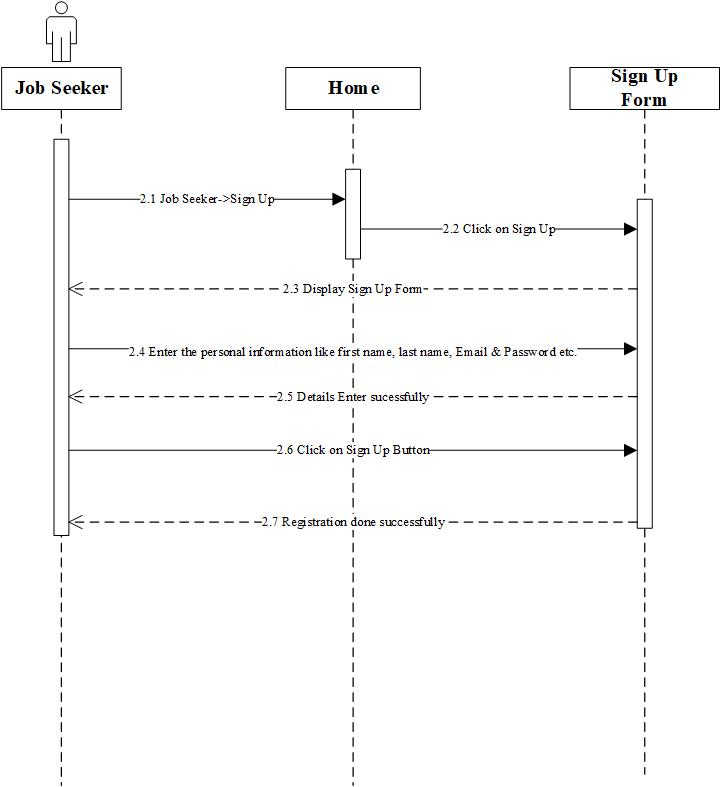 Job Seeker
Home
Sign Up
Form
2.1 Job Seeker->Sign Up
2.2 Click on Sign Up
2.3 Display Sign Up Form
2.4 Enter the personal information like first name, last name, Email & Password etc.
2.5 Details Enter sucessfully
2.6 Click on Sign Up Button
2.7 Registration done successfully